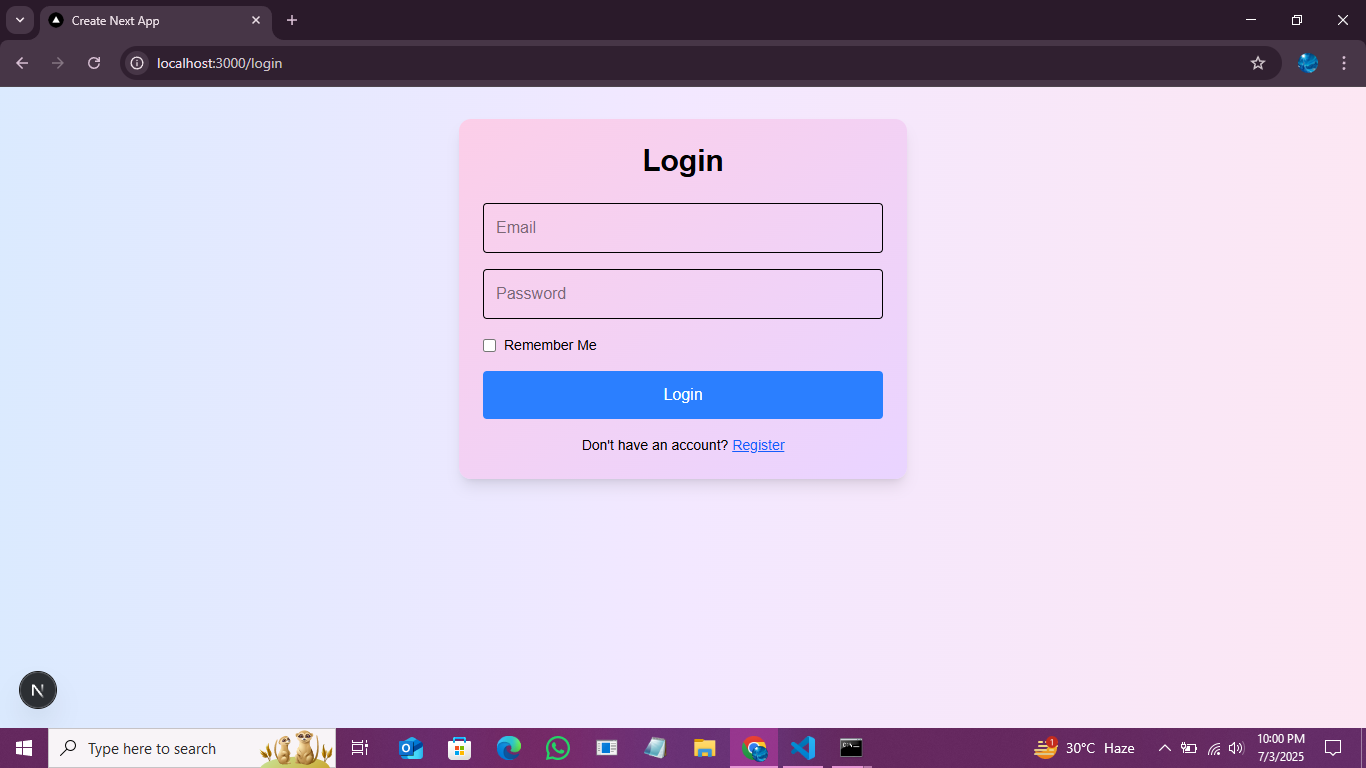 Create Next App
localhost:3000/login
Login
Email
Password
Remember Me
Login
Don't have an account? Register
N
Type here to search
1
30°C Haze
10:00 PM
7/3/2025